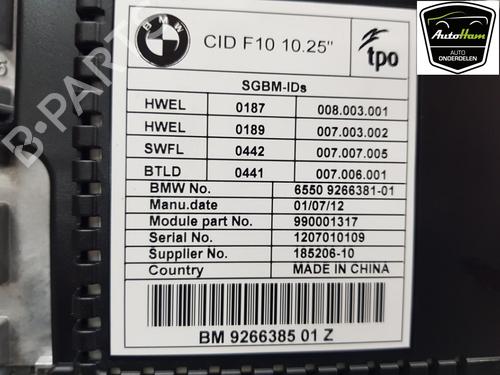 BMW
CID F10 10.25"
tpo
AutoHam
AUTO
ONDERDELEN
SGBM-IDs
HWEL 0187 008.003.001
HWEL 0189 007.003.002
SWFL 0442 007.007.005
BTLD 0441 007.006.001
BMW No. 6550 9266381-01
Manu.date 01/07/12
Module part No. 990001317
Serial No. 1207010109
Supplier No. 185206-10
Country MADE IN CHINA
BM 9266385 01 Z
B-PARTS